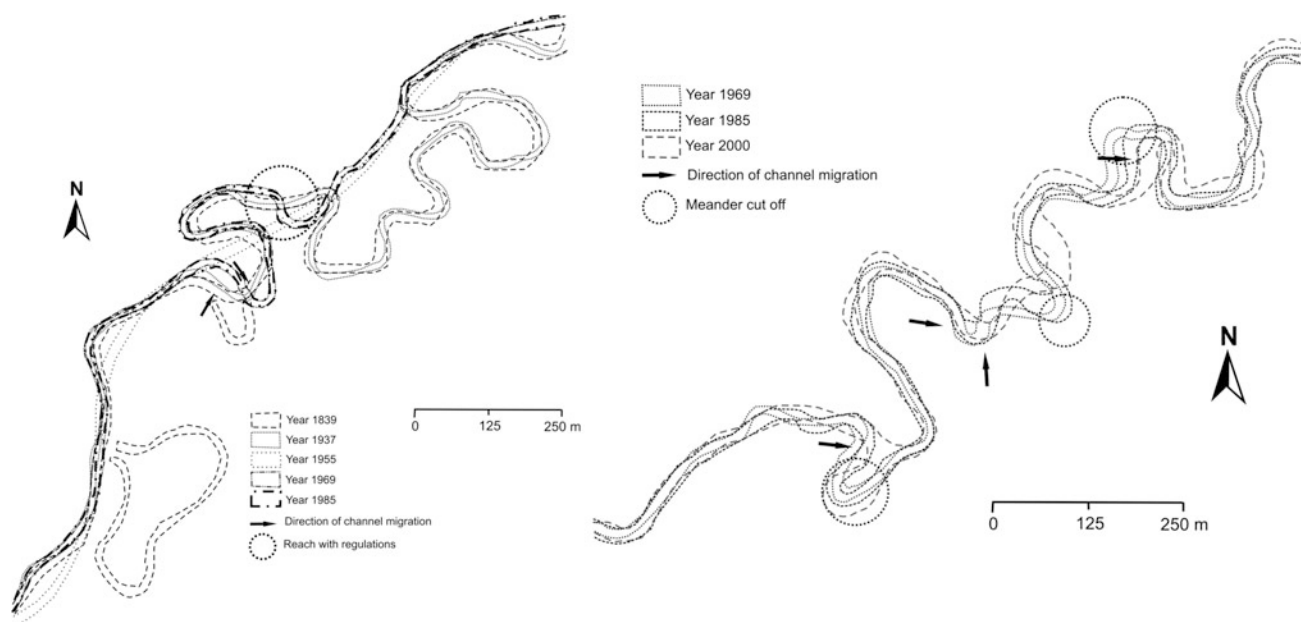 N
Year 1839
Year 1937
Year 1955
Year 1969
Year 1985
Direction of channel migration
Reach with regulations
0 125 250 m
Year 1969
Year 1985
Year 2000
Direction of channel migration
Meander cut off
N
0 125 250 m